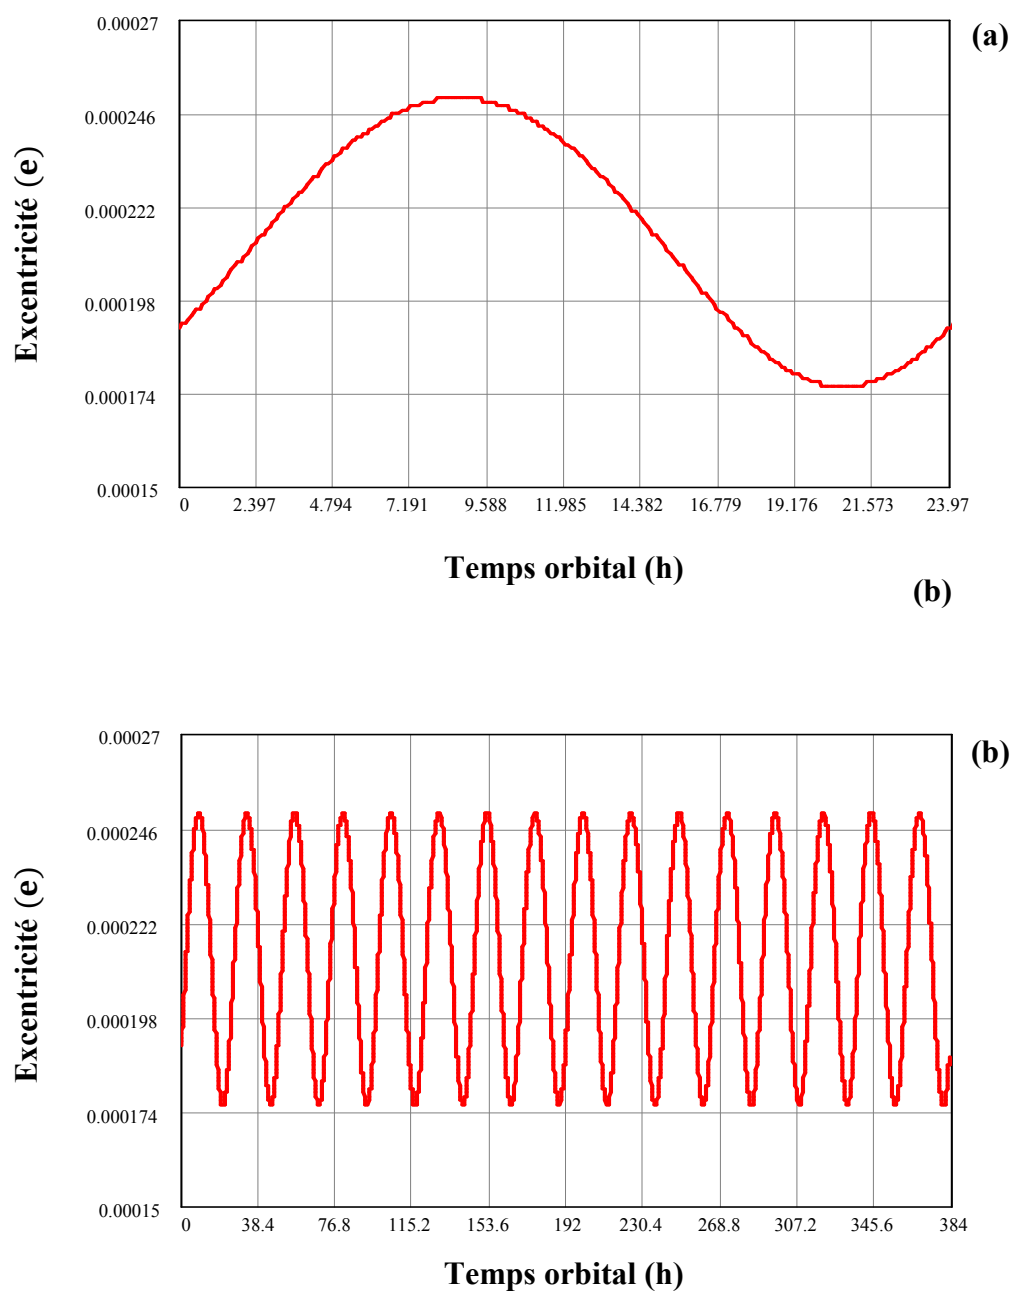 (a)
0.00027
0.000246
0.000222
0.000198
0.000174
0.00015
Excentricité (e)
0 2.397 4.794 7.191 9.588 11.985 14.382 16.779 19.176 21.573 23.97
Temps orbital (h)
(b)
(b)
0.00027
0.000246
0.000222
0.000198
0.000174
0.00015
Excentricité (e)
0 38.4 76.8 115.2 153.6 192 230.4 268.8 307.2 345.6 384
Temps orbital (h)